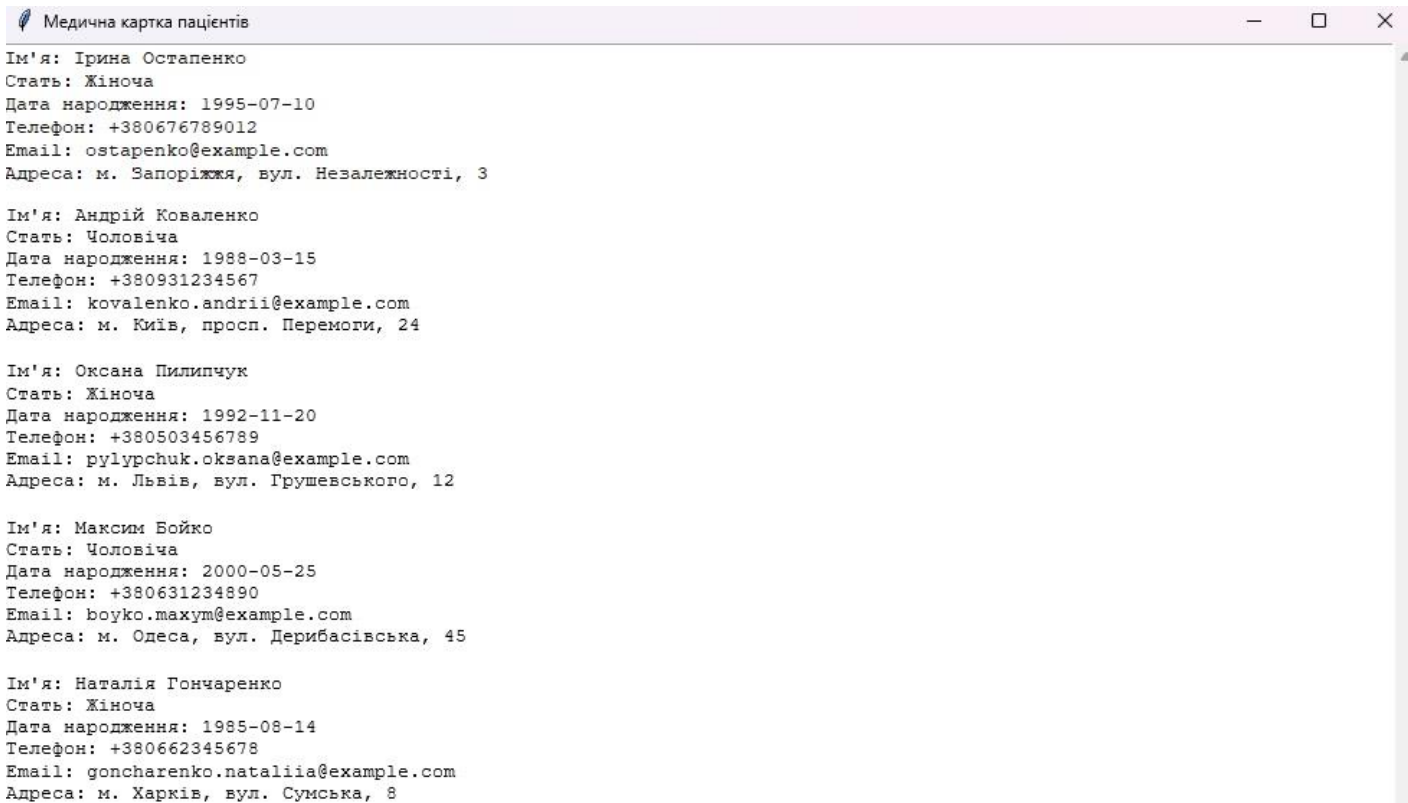 Медична картка пацієнтів
Ім'я: Ірина Остапенко
Стать: Жіноча
Дата народження: 1995-07-10
Телефон: +380676789012
Email: ostapenko@example.com
Адреса: м. Запоріжжя, вул. Незалежності, 3
Ім'я: Андрій Коваленко
Стать: Чоловіча
Дата народження: 1988-03-15
Телефон: +380931234567
Email: kovalenko.andrii@example.com
Адреса: м. Київ, просп. Перемоги, 24
Ім'я: Оксана Пилипчук
Стать: Жіноча
Дата народження: 1992-11-20
Телефон: +380503456789
Email: pylypchuk.oksana@example.com
Адреса: м. Львів, вул. Грушевського, 12
Ім'я: Максим Бойко
Стать: Чоловіча
Дата народження: 2000-05-25
Телефон: +380631234890
Email: boyko.maxym@example.com
Адреса: м. Одеса, вул. Дерибасівська, 45
Ім'я: Наталія Гончаренко
Стать: Жіноча
Дата народження: 1985-08-14
Телефон: +380662345678
Email: goncharenko.nataliia@example.com
Адреса: м. Харків, вул. Сумська, 8